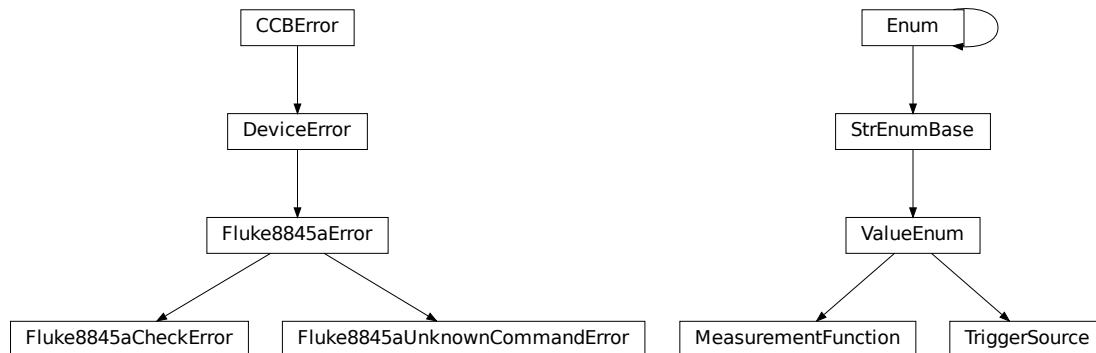 CCBError
Enum
DeviceError
StrEnumBase
Fluke8845aError
ValueEnum
Fluke8845aCheckError
Fluke8845aUnknownCommandError
MeasurementFunction
TriggerSource